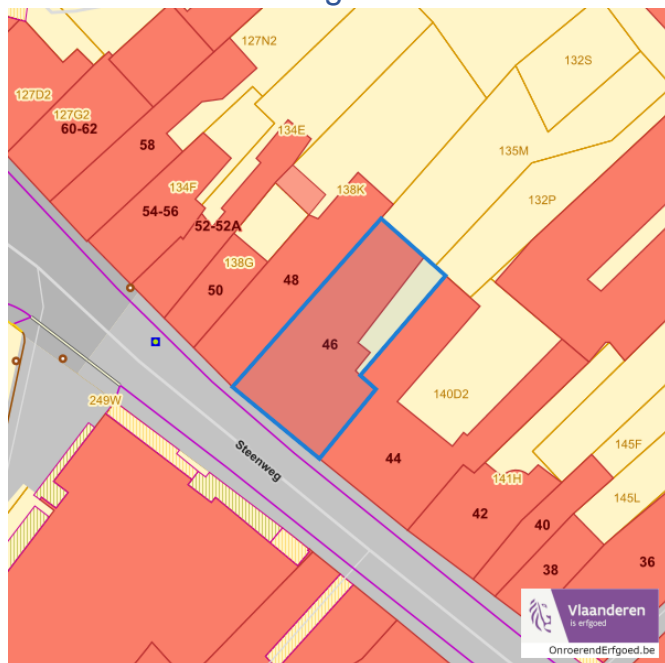 127N2
132S
127D2
127G2
60-62
134E
58
135M
134F
138K
132P
54-56
52-52A
138G
48
50
46
140D2
249W
Steenweg
44
145F
141H
145L
42
40
38
36
Vlaanderen
is erfgoed
OnroerendErfgoed.be